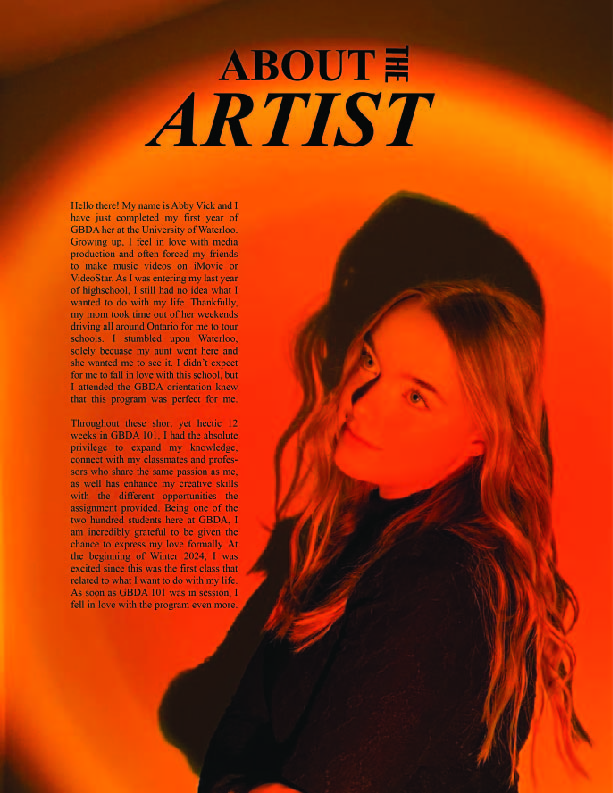 ABOUT THE
ARTIST
Hello there! My name is Abby Vick and I
have just completed my first year of
GBDA her at the University of Waterloo.
Growing up, I feel in love with media
production and often forced my friends
to make music videos on iMovie or
VideoStar. As I was entering my last year
of highschool, I still had no idea what I
wanted to do with my life. Thankfully,
my mom took time out of her weekends
driving all around Ontario for me to tour
schools. I stumbled upon Waterloo,
solely becuase my aunt went here and
she wanted me to see it. I didn't expect
for me to fall in love with this school, but
I attended the GBDA orientation knew
that this program was perfect for me.
Throughout these short yet hectic 12
weeks in GBDA 101, I had the absolute
privilege to expand my knowledge,
connect with my classmates and profes-
sers who share the same passion as me,
as well has enhance my creative skills
with the different opportunities the
assignment provided. Being one of the
two hundred students here at GBDA, I
am incredibly grateful to be given the
chance to express my love formally. At
the beginning of Winter 2024, I was
excited since this was the first class that
related to what I want to do with my life.
As soon as GBDA 101 was in session, I
fell in love with the program even more.